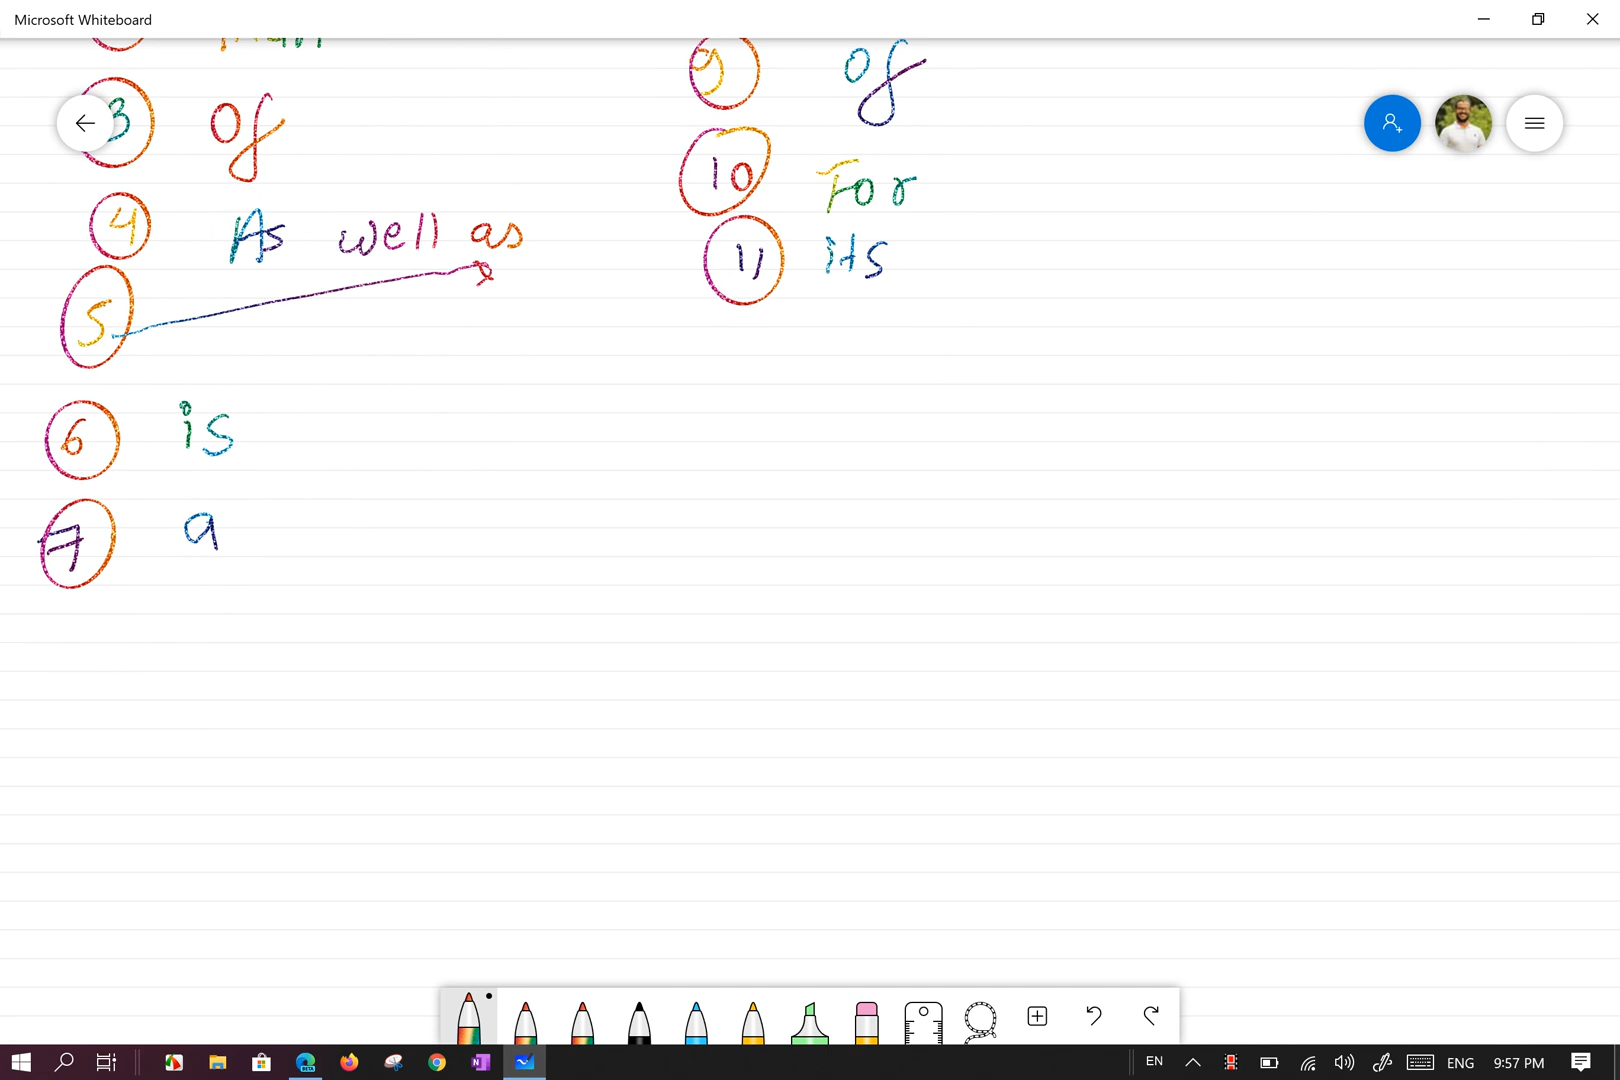 Microsoft Whiteboard
3 Of
4 As well as
5
6 is
7 a
9 Of
10 For
11 its
EN
ENG
9:57 PM